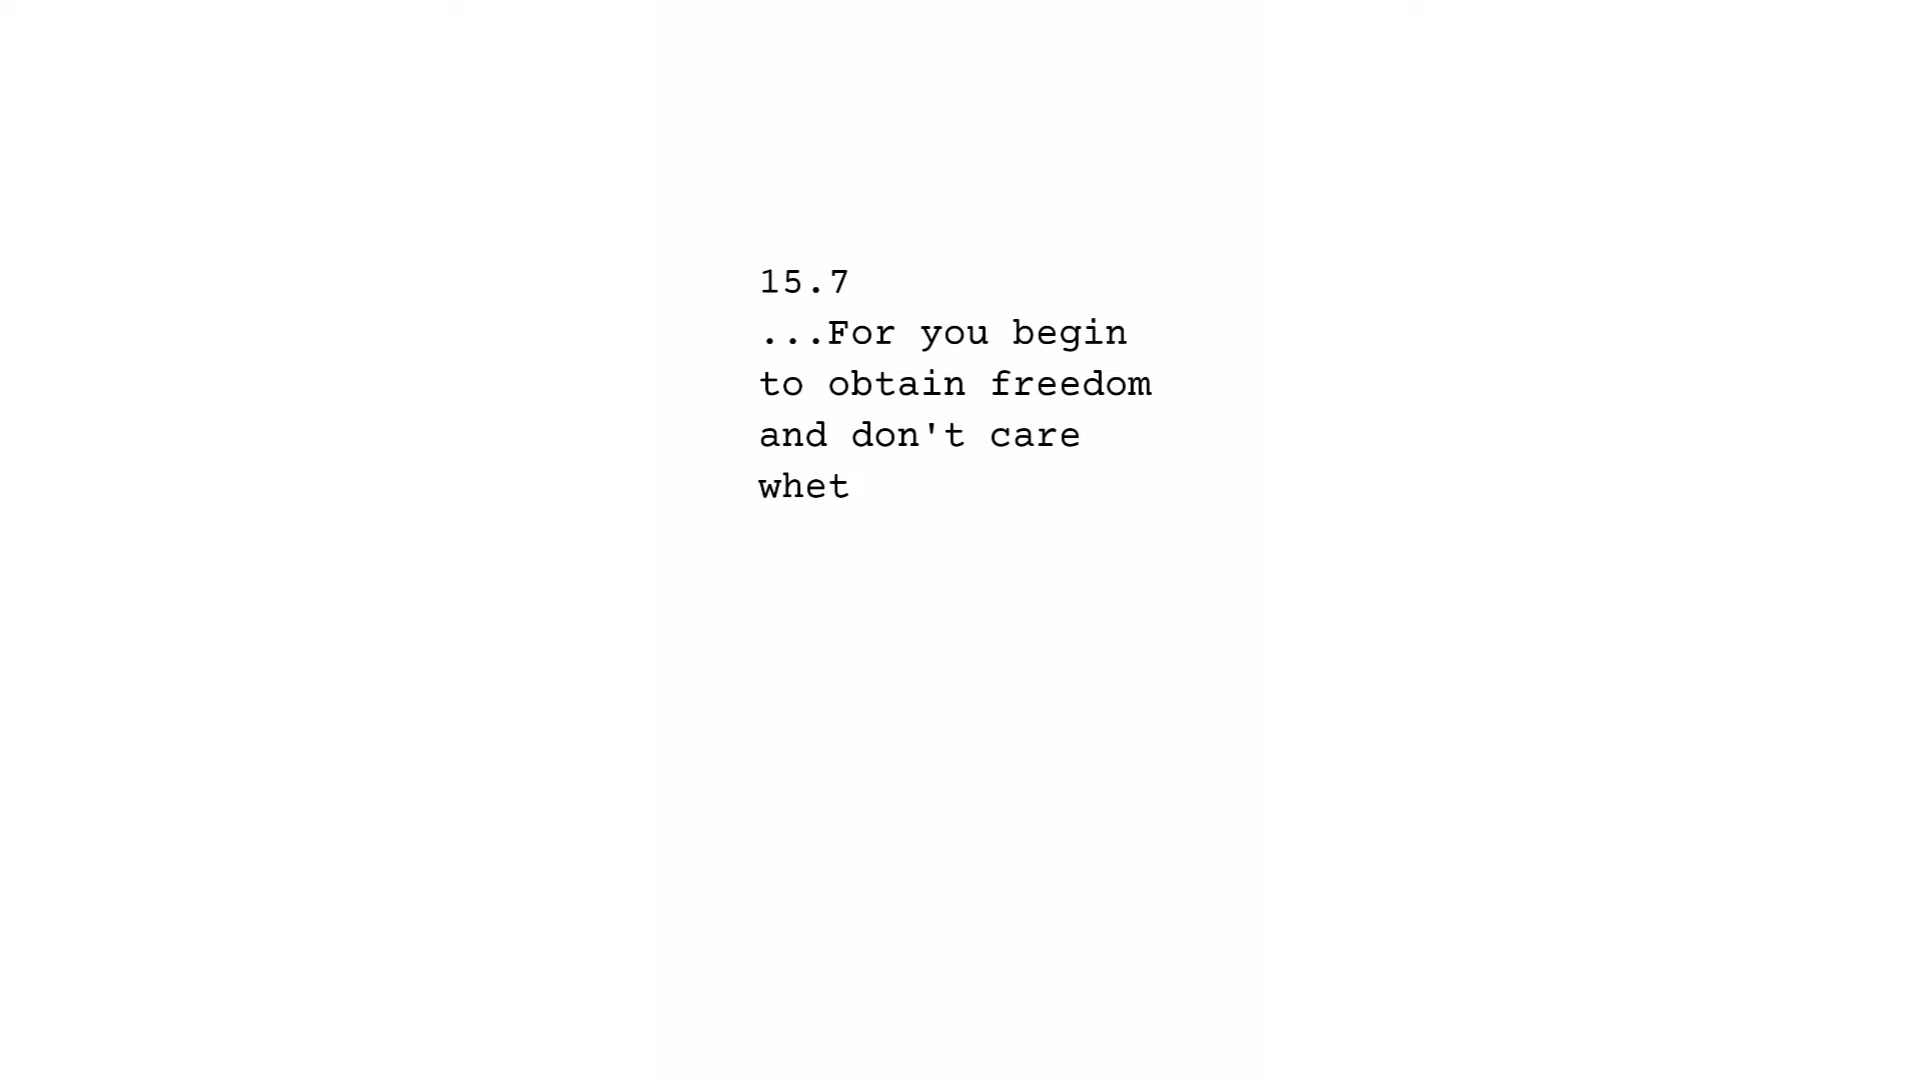 15.7
...For you begin
to obtain freedom
and don't care
whet